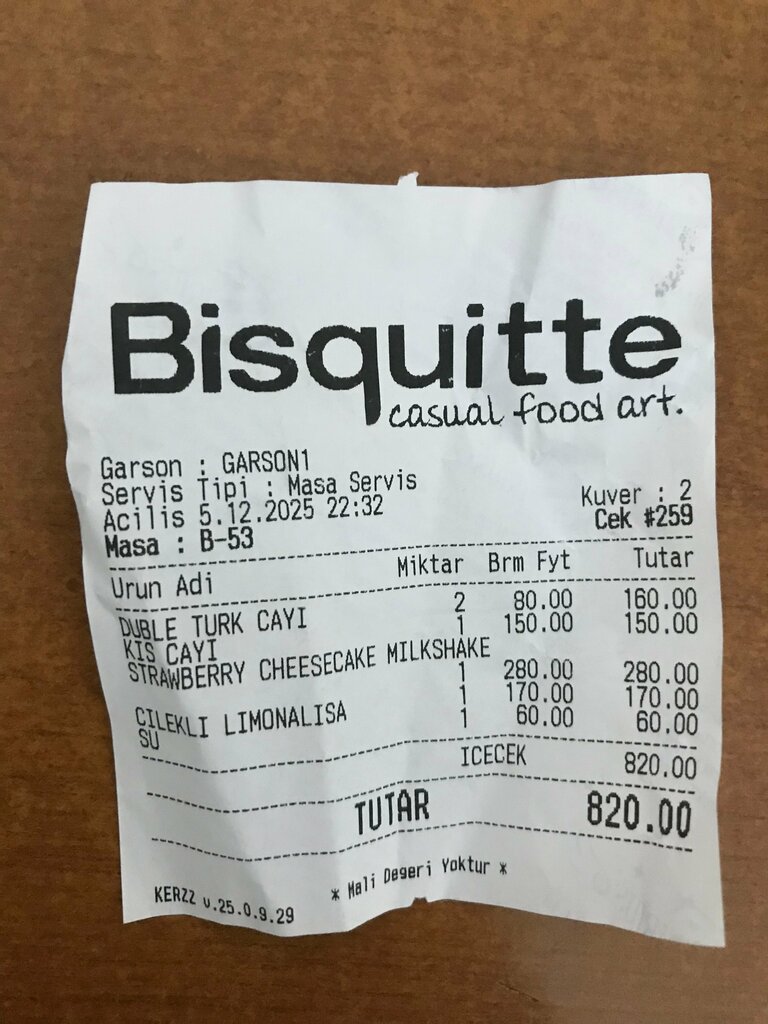 Bisquitte
casual food art.
Garson : GARSON1
Servis Tipi : Masa Servis
Acilis 5.12.2025 22:32 Kuver : 2
Masa : B-53 Cek #259
Urun Adi Miktar Brm Fyt Tutar
DUBLE TURK CAYI 2 80.00 160.00
KIS CAYI 1 150.00 150.00
STRAWBERRY CHEESECAKE MILKSHAKE
1 280.00 280.00
CILEKLI LIMONALISA 1 170.00 170.00
SU 1 60.00 60.00
ICECEK 820.00
TUTAR 820.00
* Mali Degeri Yoktur *
KERZZ v.25.0.9.29